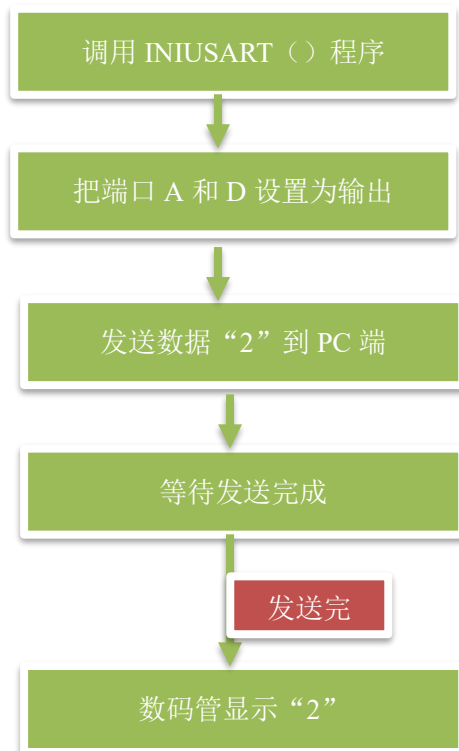 调用 INIUSART（）程序
把端口 A 和 D 设置为输出
发送数据“2”到 PC 端
等待发送完成
发送完
数码管显示“2”